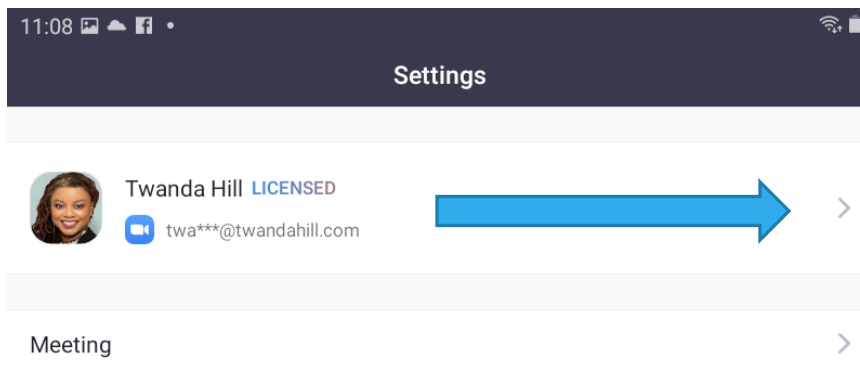 11:08
Settings
Twanda Hill LICENSED
twa***@twandahill.com
Meeting